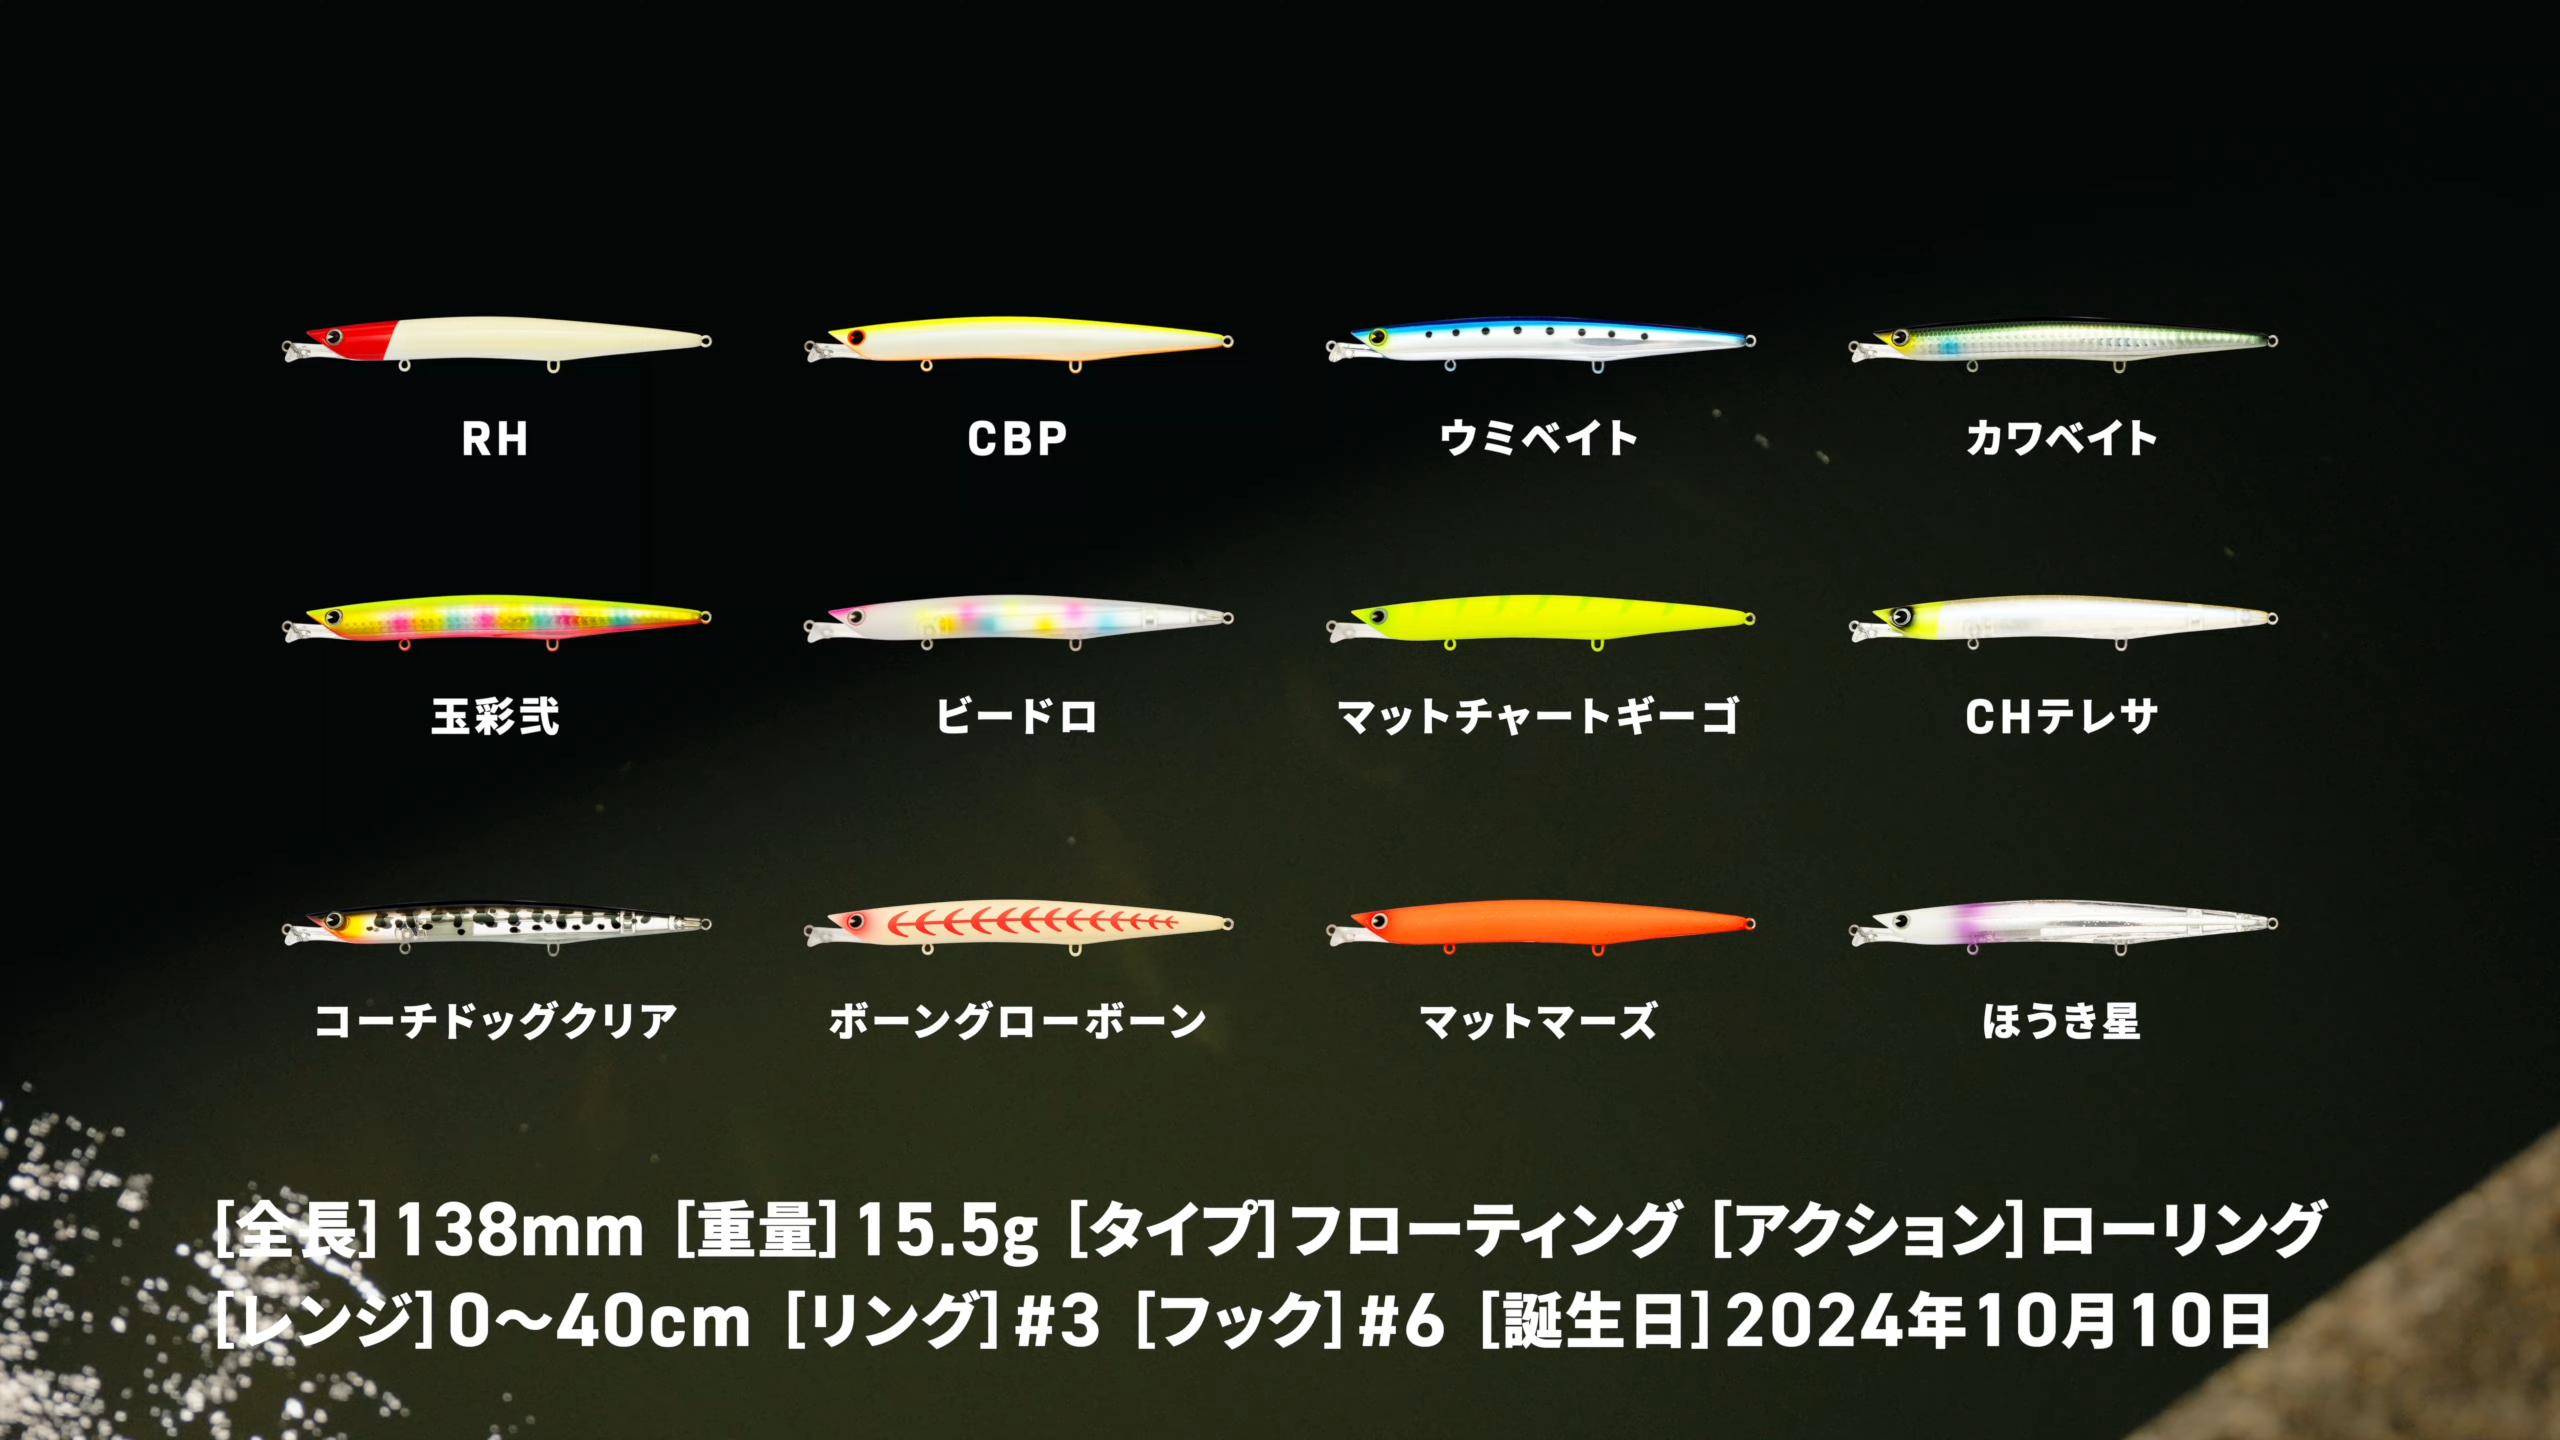 RH
CBP
ウミベイト
カワベイト
玉彩弐
ビードロ
マットチャートギーゴ
CHテレサ
コーチドッグクリア
ボーングローボーン
マットマーズ
ほうき星
[全長]138mm [重量]15.5g [タイプ]フローティング [アクション]ローリング
[レンジ]0〜40cm [リング]#3 [フック]#6 [誕生日]2024年10月10日